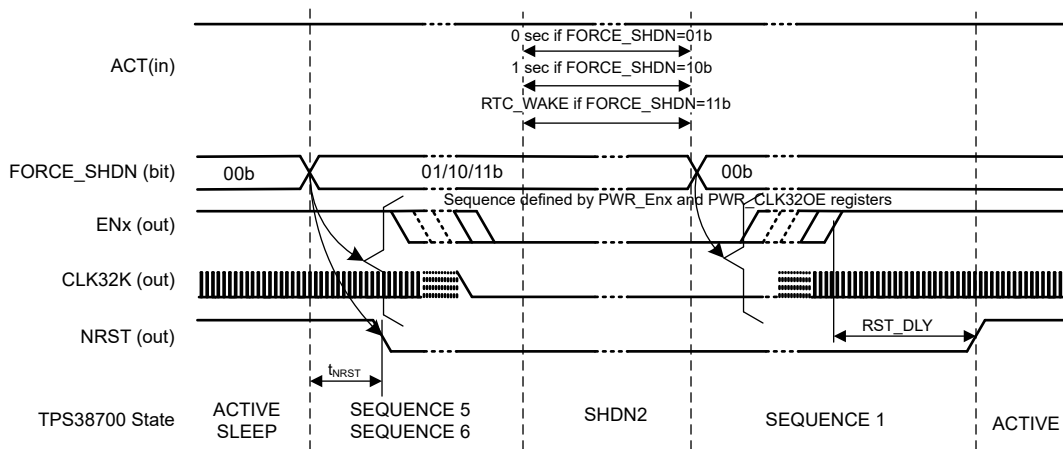 0 sec if FORCE_SHDN=01b
ACT(in)
1 sec if FORCE_SHDN=10b
RTC_WAKE if FORCE_SHDN=11b
FORCE_SHDN (bit)
00b
01/10/11b
00b
Sequence defined by PWR_Enx and PWR_CLK32OE registers
ENx (out)
CLK32K (out)
NRST (out)
RST_DLY
tNRST
TPS38700 State
ACTIVE
SLEEP
SEQUENCE 5
SEQUENCE 6
SHDN2
SEQUENCE 1
ACTIVE